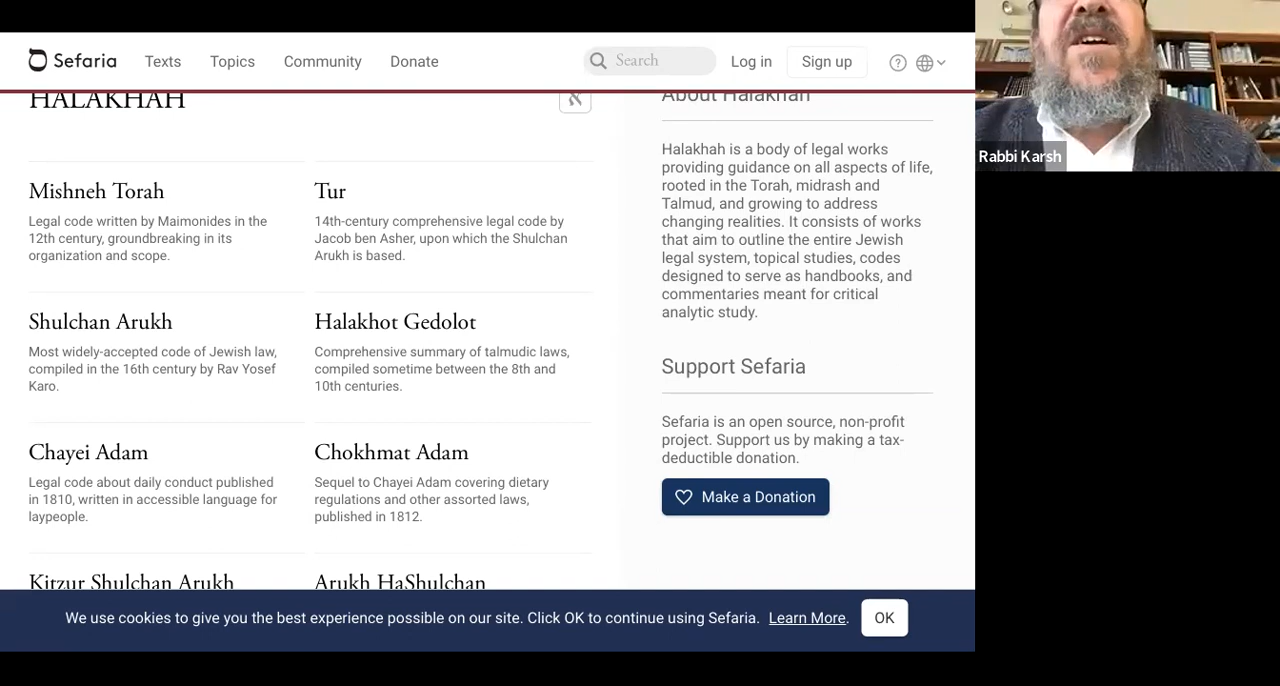 Sefaria
Texts
Topics
Community
Donate
Search
Log in
Sign up
HALAKHAH
א
Mishneh Torah
Legal code written by Maimonides in the
12th century, groundbreaking in its
organization and scope.
Tur
14th-century comprehensive legal code by
Jacob ben Asher, upon which the Shulchan
Arukh is based.
Shulchan Arukh
Most widely-accepted code of Jewish law,
compiled in the 16th century by Rav Yosef
Karo.
Halakhot Gedolot
Comprehensive summary of talmudic laws,
compiled sometime between the 8th and
10th centuries.
Chayei Adam
Legal code about daily conduct published
in 1810, written in accessible language for
laypeople.
Chokhmat Adam
Sequel to Chayei Adam covering dietary
regulations and other assorted laws,
published in 1812.
Kitzur Shulchan Arukh
Arukh HaShulchan
About Halakhah
Halakhah is a body of legal works
providing guidance on all aspects of life,
rooted in the Torah, midrash and
Talmud, and growing to address
changing realities. It consists of works
that aim to outline the entire Jewish
legal system, topical studies, codes
designed to serve as handbooks, and
commentaries meant for critical
analytic study.
Support Sefaria
Sefaria is an open source, non-profit
project. Support us by making a tax-
deductible donation.
Make a Donation
We use cookies to give you the best experience possible on our site. Click OK to continue using Sefaria. Learn More.
OK
Rabbi Karsh